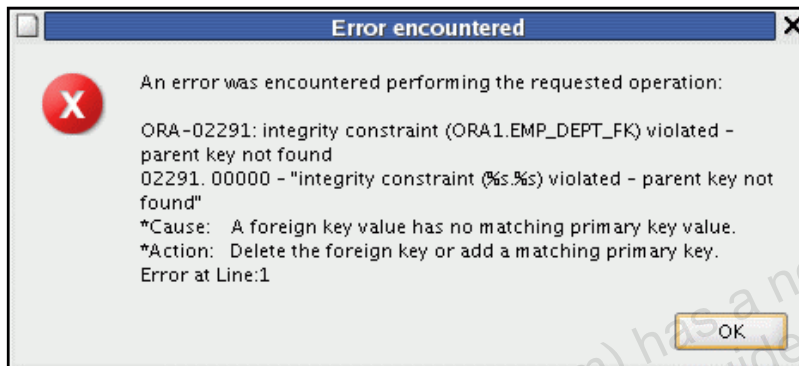 Error encountered
An error was encountered performing the requested operation:
ORA-02291: integrity constraint (ORA1.EMP_DEPT_FK) violated -
parent key not found
02291. 00000 - "integrity constraint (%s.%s) violated - parent key not
found"
*Cause: A foreign key value has no matching primary key value.
*Action: Delete the foreign key or add a matching primary key.
Error at Line:1
OK
) has a